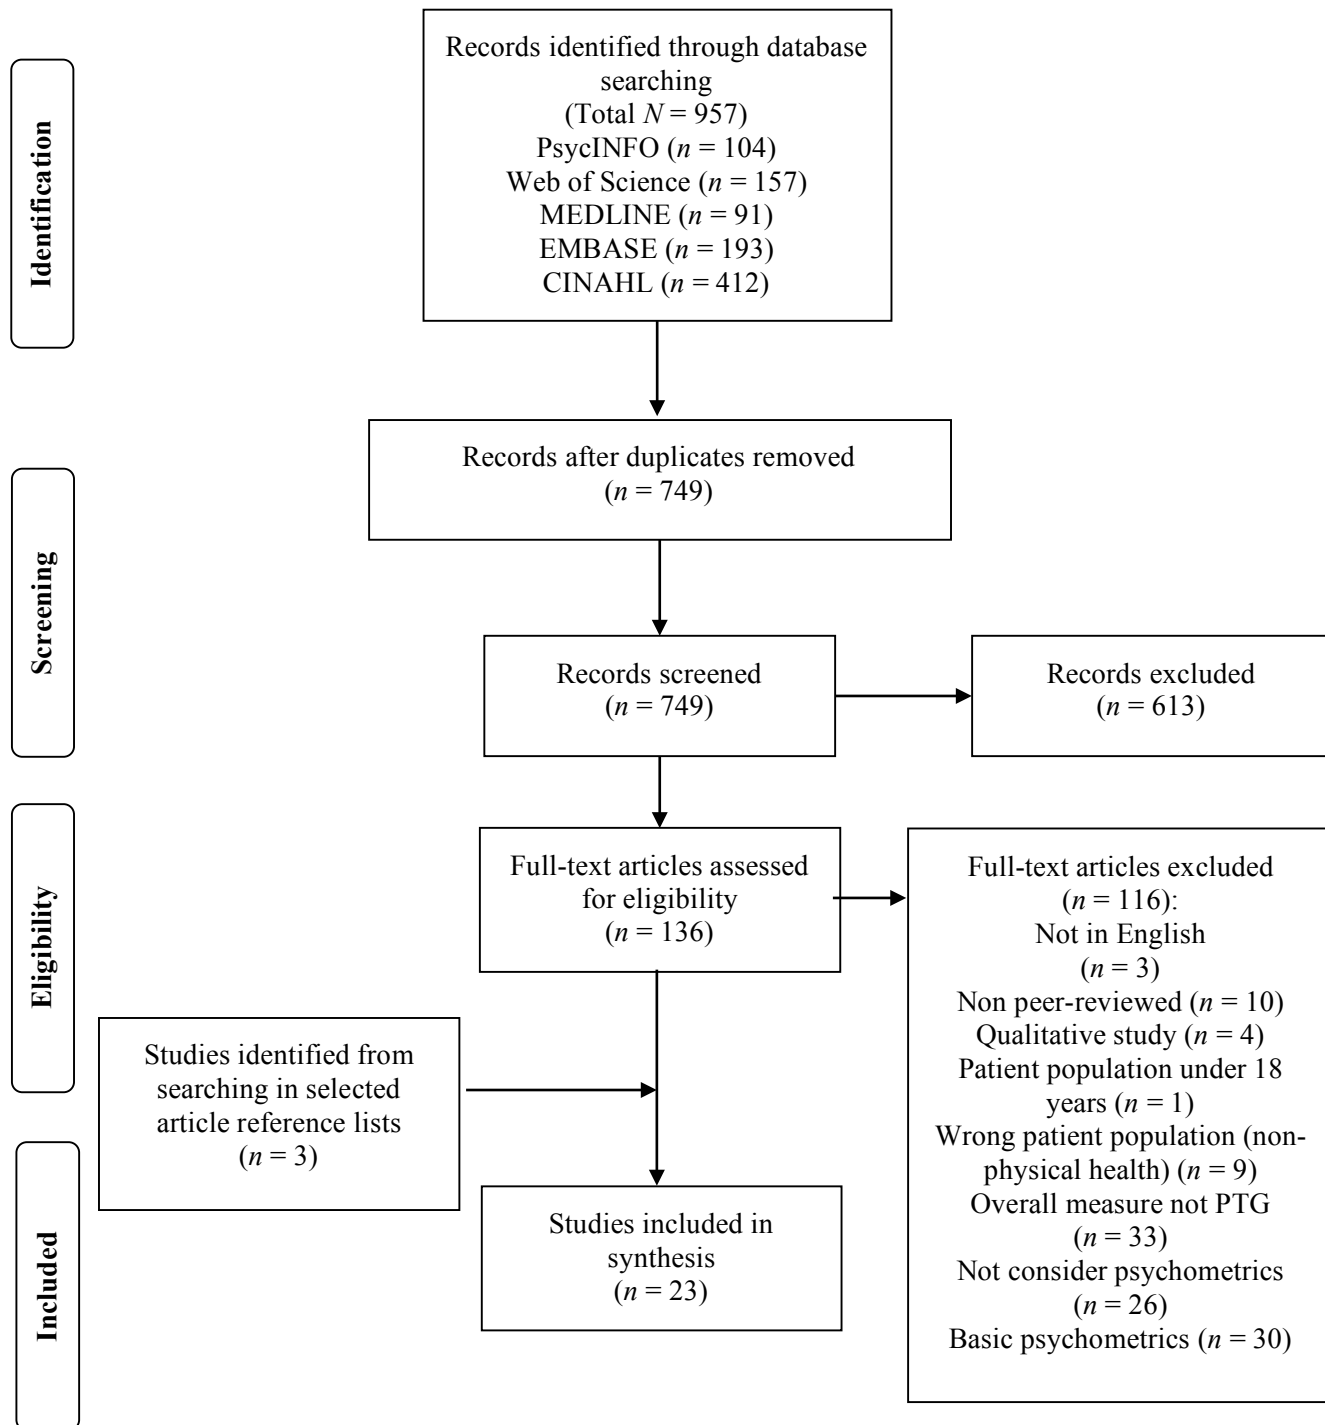 Identification
Records identified through database
searching
(Total N = 957)
PsycINFO (n = 104)
Web of Science (n = 157)
MEDLINE (n = 91)
EMBASE (n = 193)
CINAHL (n = 412)
Records after duplicates removed
(n = 749)
Screening
Records screened
(n = 749)
Records excluded
(n = 613)
Eligibility
Full-text articles assessed
for eligibility
(n = 136)
Full-text articles excluded
(n = 116):
Not in English
(n = 3)
Non peer-reviewed (n = 10)
Qualitative study (n = 4)
Patient population under 18
years (n = 1)
Wrong patient population (non-
physical health) (n = 9)
Overall measure not PTG
(n = 33)
Not consider psychometrics
(n = 26)
Basic psychometrics (n = 30)
Studies identified from
searching in selected
article reference lists
(n = 3)
Included
Studies included in
synthesis
(n = 23)